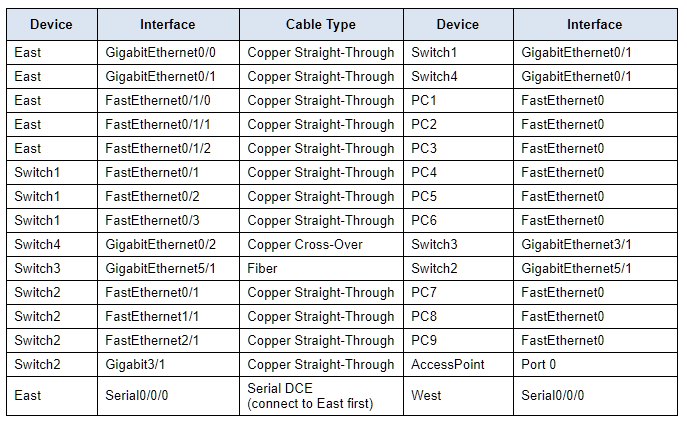 Device Interface Cable Type Device Interface
East GigabitEthernet0/0 Copper Straight-Through Switch1 GigabitEthernet0/1
East GigabitEthernet0/1 Copper Straight-Through Switch4 GigabitEthernet0/1
East FastEthernet0/1/0 Copper Straight-Through PC1 FastEthernet0
East FastEthernet0/1/1 Copper Straight-Through PC2 FastEthernet0
East FastEthernet0/1/2 Copper Straight-Through PC3 FastEthernet0
Switch1 FastEthernet0/1 Copper Straight-Through PC4 FastEthernet0
Switch1 FastEthernet0/2 Copper Straight-Through PC5 FastEthernet0
Switch1 FastEthernet0/3 Copper Straight-Through PC6 FastEthernet0
Switch4 GigabitEthernet0/2 Copper Cross-Over Switch3 GigabitEthernet3/1
Switch3 GigabitEthernet5/1 Fiber Switch2 GigabitEthernet5/1
Switch2 FastEthernet0/1 Copper Straight-Through PC7 FastEthernet0
Switch2 FastEthernet1/1 Copper Straight-Through PC8 FastEthernet0
Switch2 FastEthernet2/1 Copper Straight-Through PC9 FastEthernet0
Switch2 Gigabit3/1 Copper Straight-Through AccessPoint Port 0
East Serial0/0/0 Serial DCE
(connect to East first) West Serial0/0/0